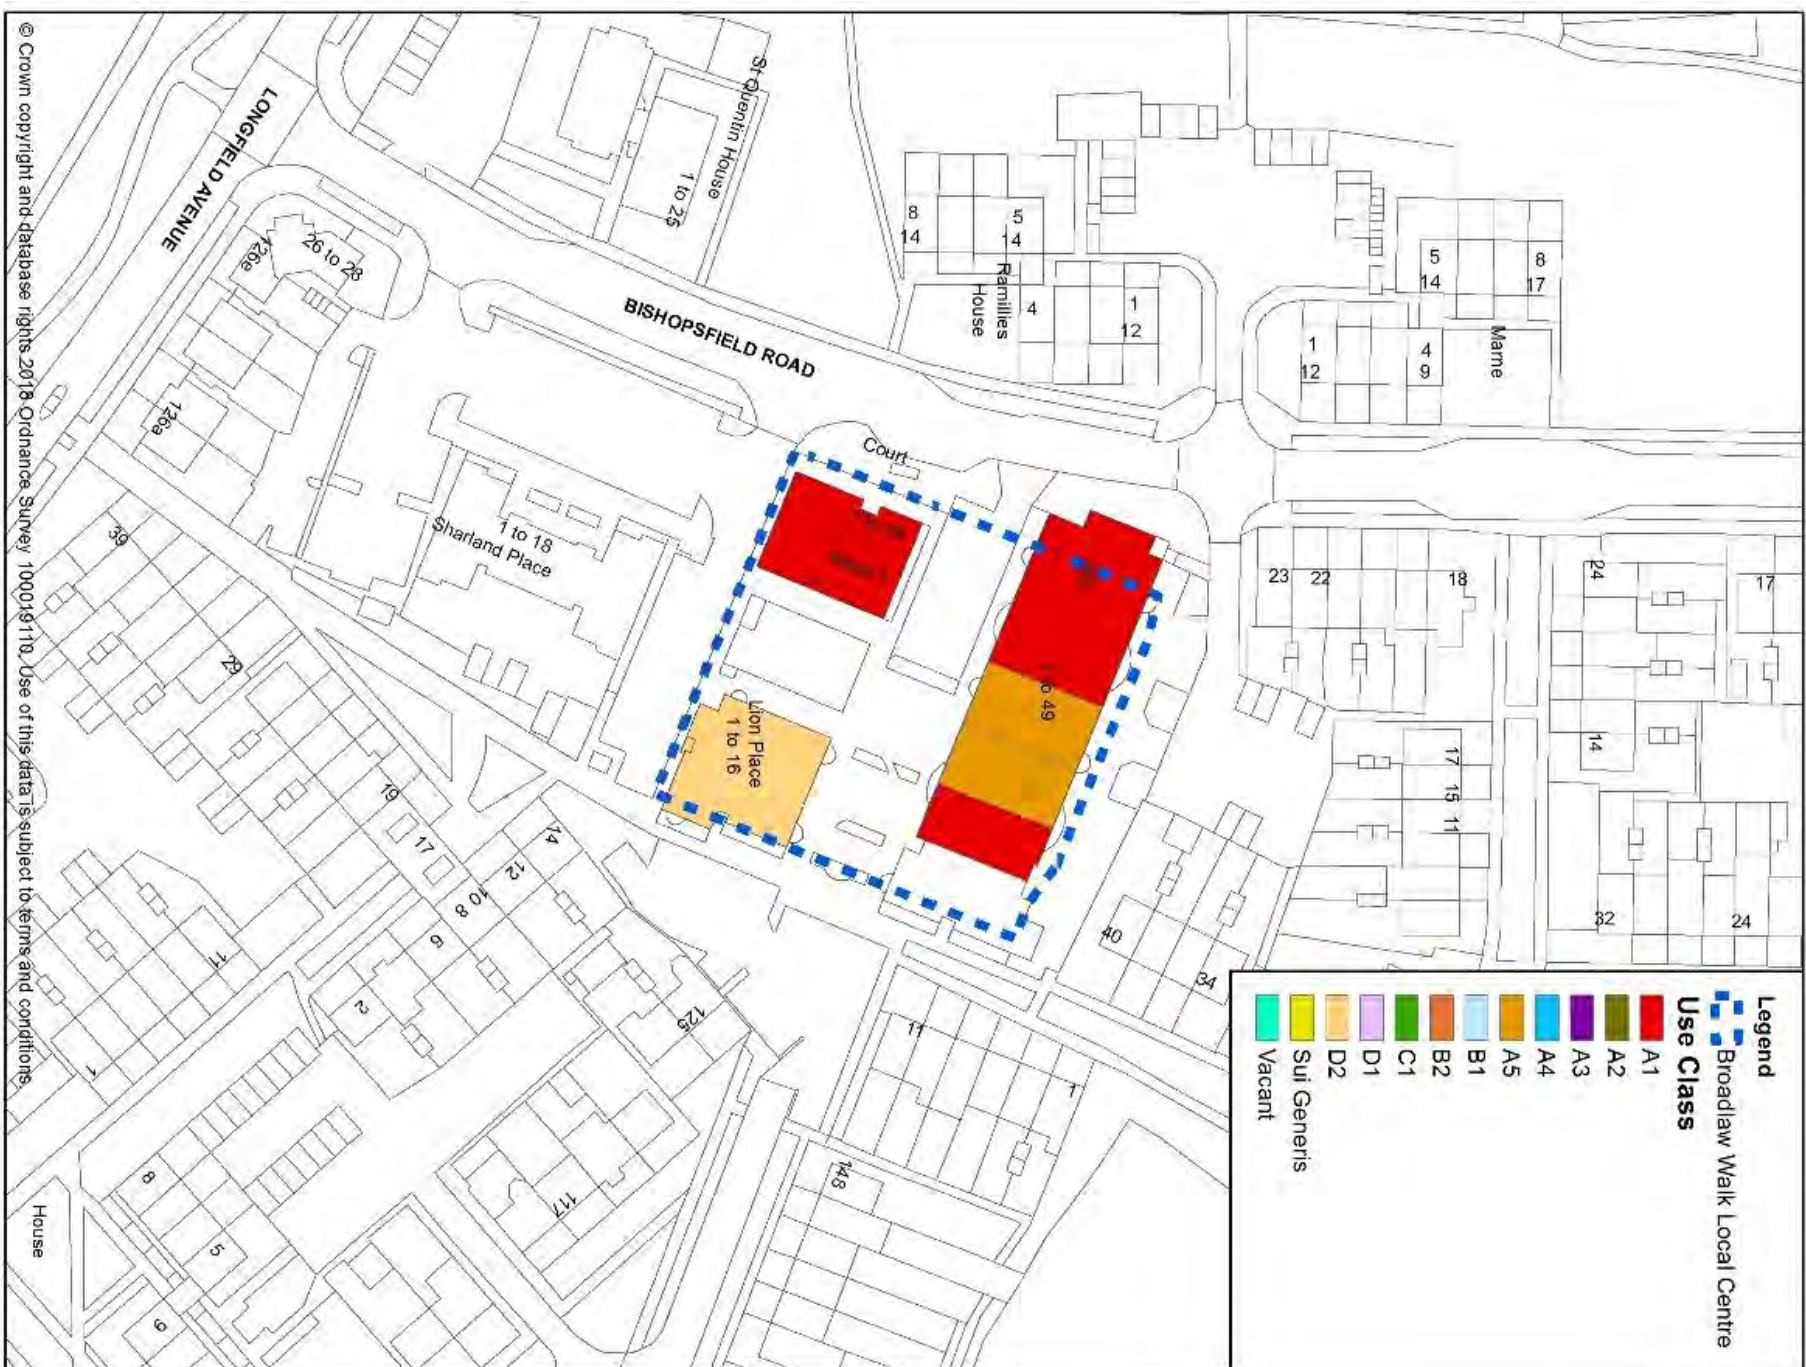 Legend
Broadlaw Walk Local Centre
Use Class
A1
A2
A3
A4
A5
B1
B2
C1
D1
D2
Sui Generis
Vacant
St Quentin House
1 to 25
LONGFIELD AVENUE
126e
26 to 28
126a
BISHOPSFIELD ROAD
8
14
5
14
Ramillies
House
4
1
12
5
14
8
17
Marne
1
12
4
9
Court
1 to 18
Sharland Place
Lion Place
1 to 16
to 49
23
22
18
24
17
14
17
15
11
32
24
40
34
39
29
19
17
14
12
10
8
6
2
11
1
125
117
11
1
148
8
5
9
House
© Crown copyright and database rights 2018 Ordnance Survey 100019110. Use of this data is subject to terms and conditions